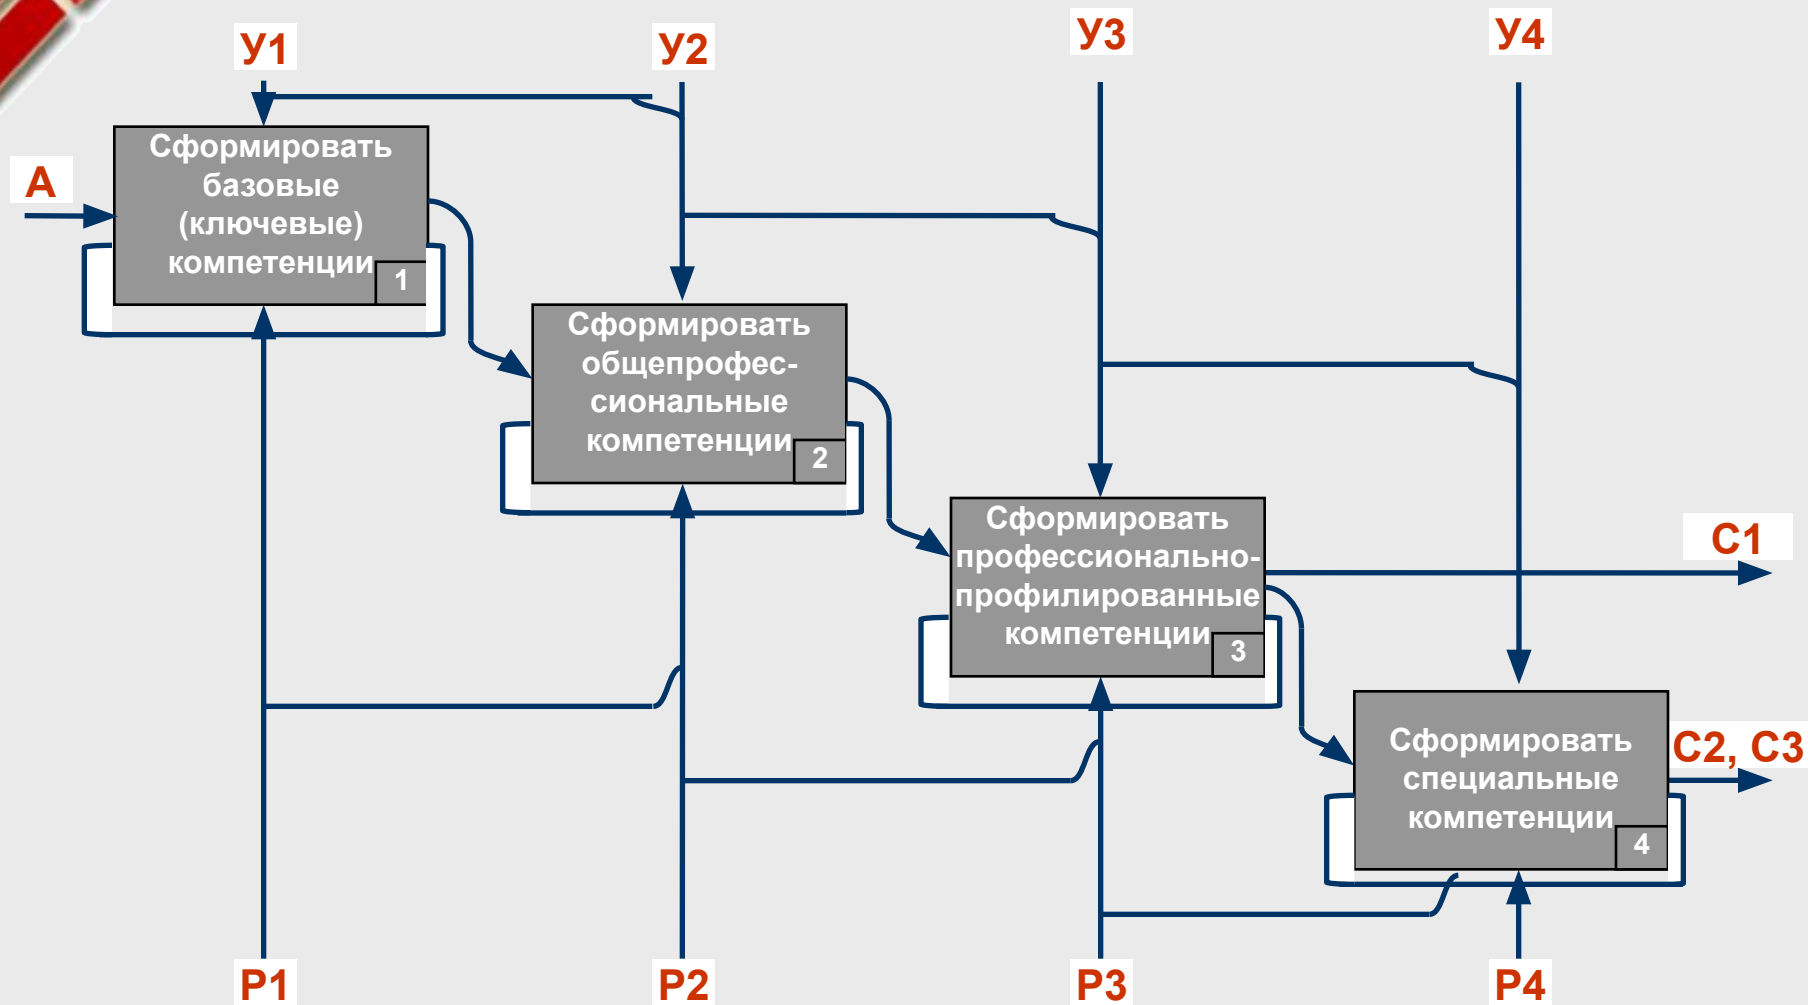 У1
У2
У3
У4
А
Сформировать
базовые
(ключевые)
компетенции
1
Сформировать
общепрофес-
сиональные
компетенции
2
Сформировать
профессионально-
профилированные
компетенции
3
С1
Сформировать
специальные
компетенции
4
С2, С3
Р1
Р2
Р3
Р4